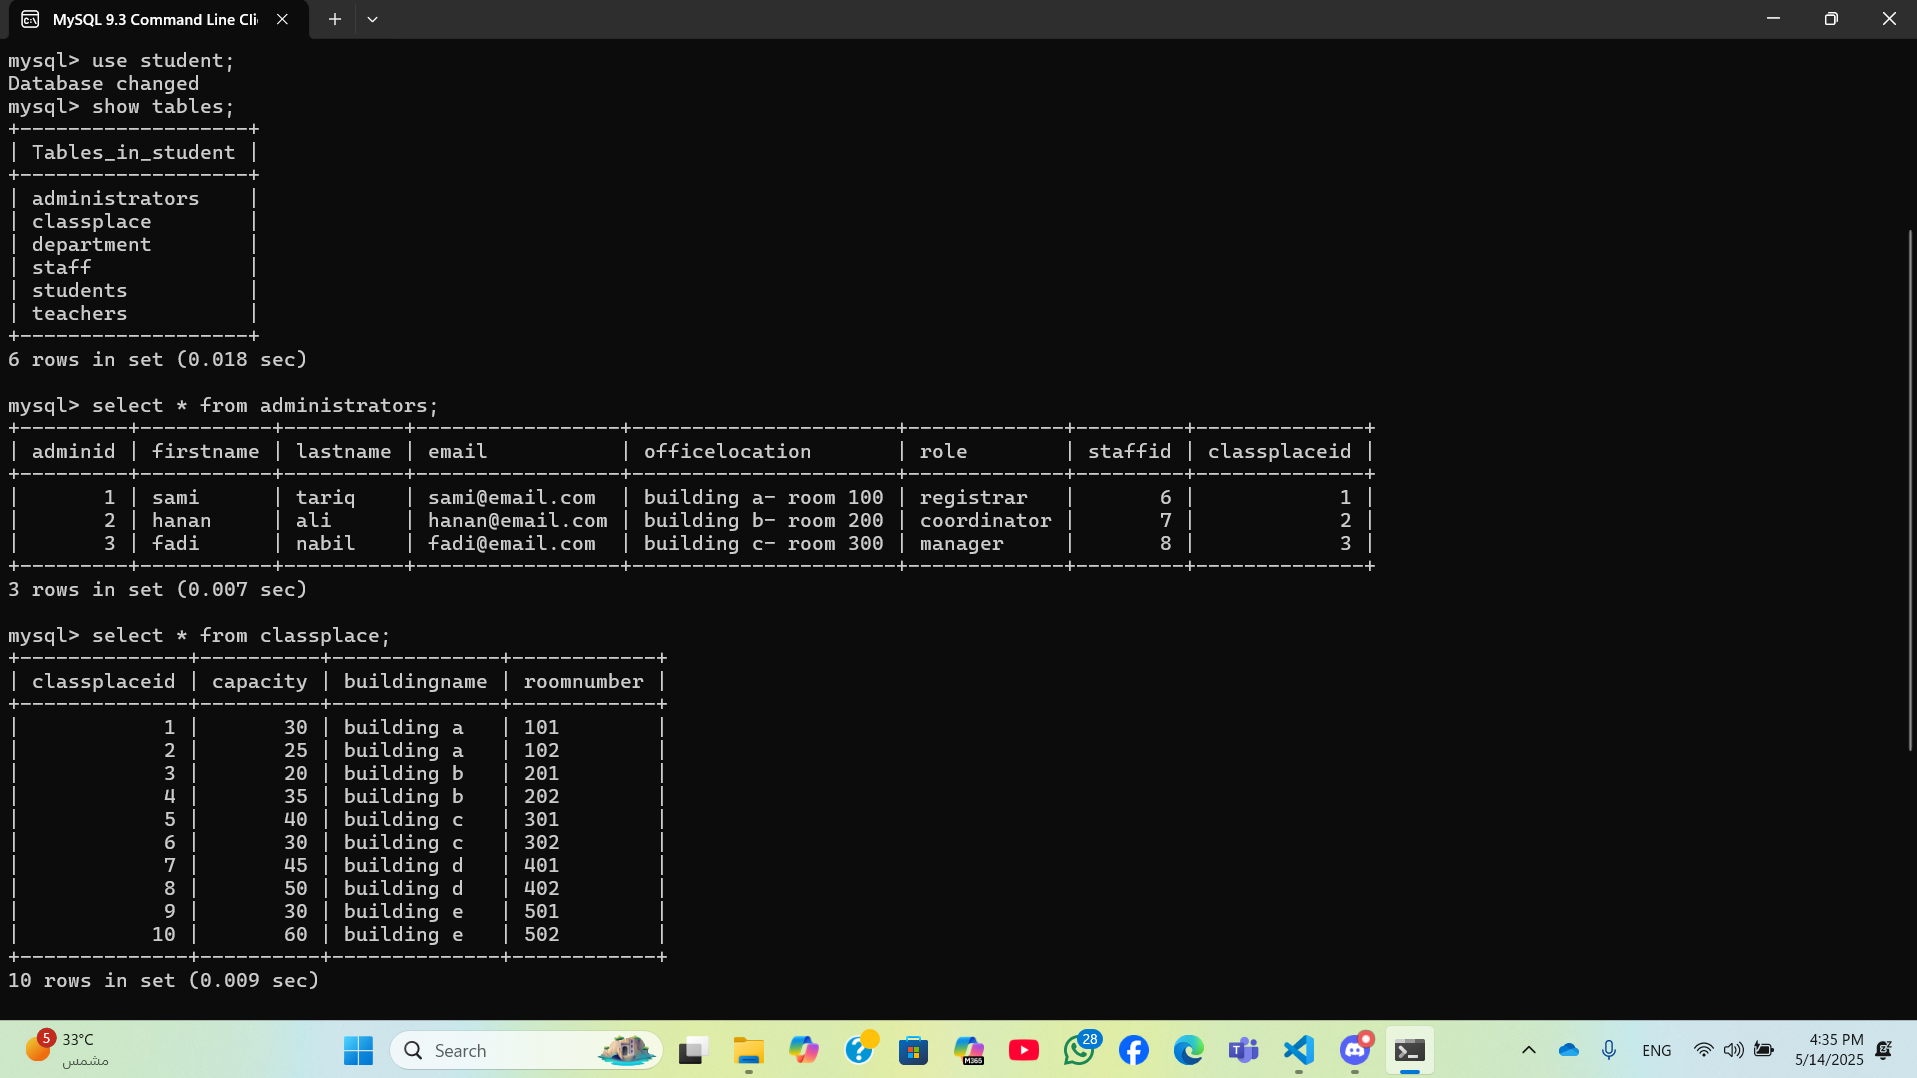 MySQL 9.3 Command Line Cli
mysql> use student;
Database changed
mysql> show tables;
+-------------------+
| Tables_in_student |
+-------------------+
| administrators    |
| classplace        |
| department        |
| staff             |
| students          |
| teachers          |
+-------------------+
6 rows in set (0.018 sec)
mysql> select * from administrators;
+---------+-----------+----------+-----------------+----------------------+-------------+---------+--------------+
| adminid | firstname | lastname | email           | officelocation       | role        | staffid | classplaceid |
+---------+-----------+----------+-----------------+----------------------+-------------+---------+--------------+
|       1 | sami      | tariq    | sami@email.com  | building a- room 100 | registrar   |       6 |            1 |
|       2 | hanan     | ali      | hanan@email.com | building b- room 200 | coordinator |       7 |            2 |
|       3 | fadi      | nabil    | fadi@email.com  | building c- room 300 | manager     |       8 |            3 |
+---------+-----------+----------+-----------------+----------------------+-------------+---------+--------------+
3 rows in set (0.007 sec)
mysql> select * from classplace;
+--------------+----------+--------------+------------+
| classplaceid | capacity | buildingname | roomnumber |
+--------------+----------+--------------+------------+
|            1 |       30 | building a   | 101        |
|            2 |       25 | building a   | 102        |
|            3 |       20 | building b   | 201        |
|            4 |       35 | building b   | 202        |
|            5 |       40 | building c   | 301        |
|            6 |       30 | building c   | 302        |
|            7 |       45 | building d   | 401        |
|            8 |       50 | building d   | 402        |
|            9 |       30 | building e   | 501        |
|           10 |       60 | building e   | 502        |
+--------------+----------+--------------+------------+
10 rows in set (0.009 sec)
5
33°C
مشمس
Search
M365
28
ENG
4:35 PM
5/14/2025